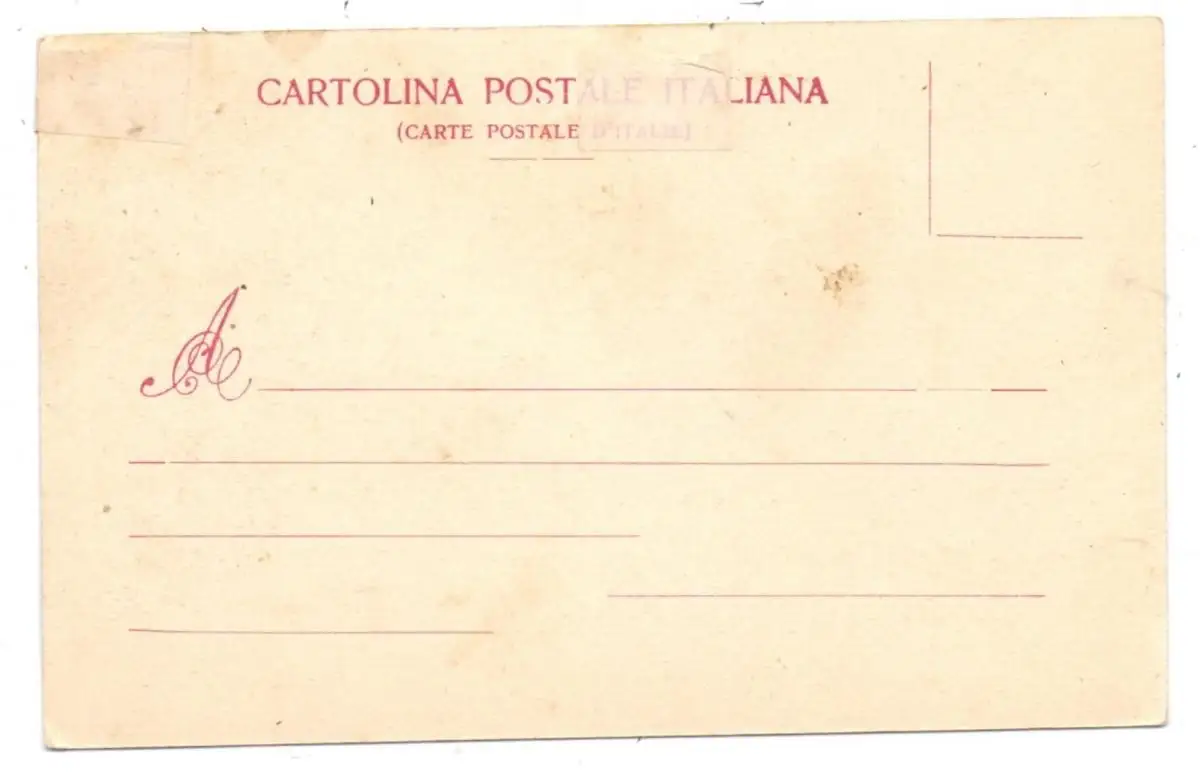 CARTOLINA POSTALE ITALIANA
(CARTE POSTALE D'ITALIE)
A